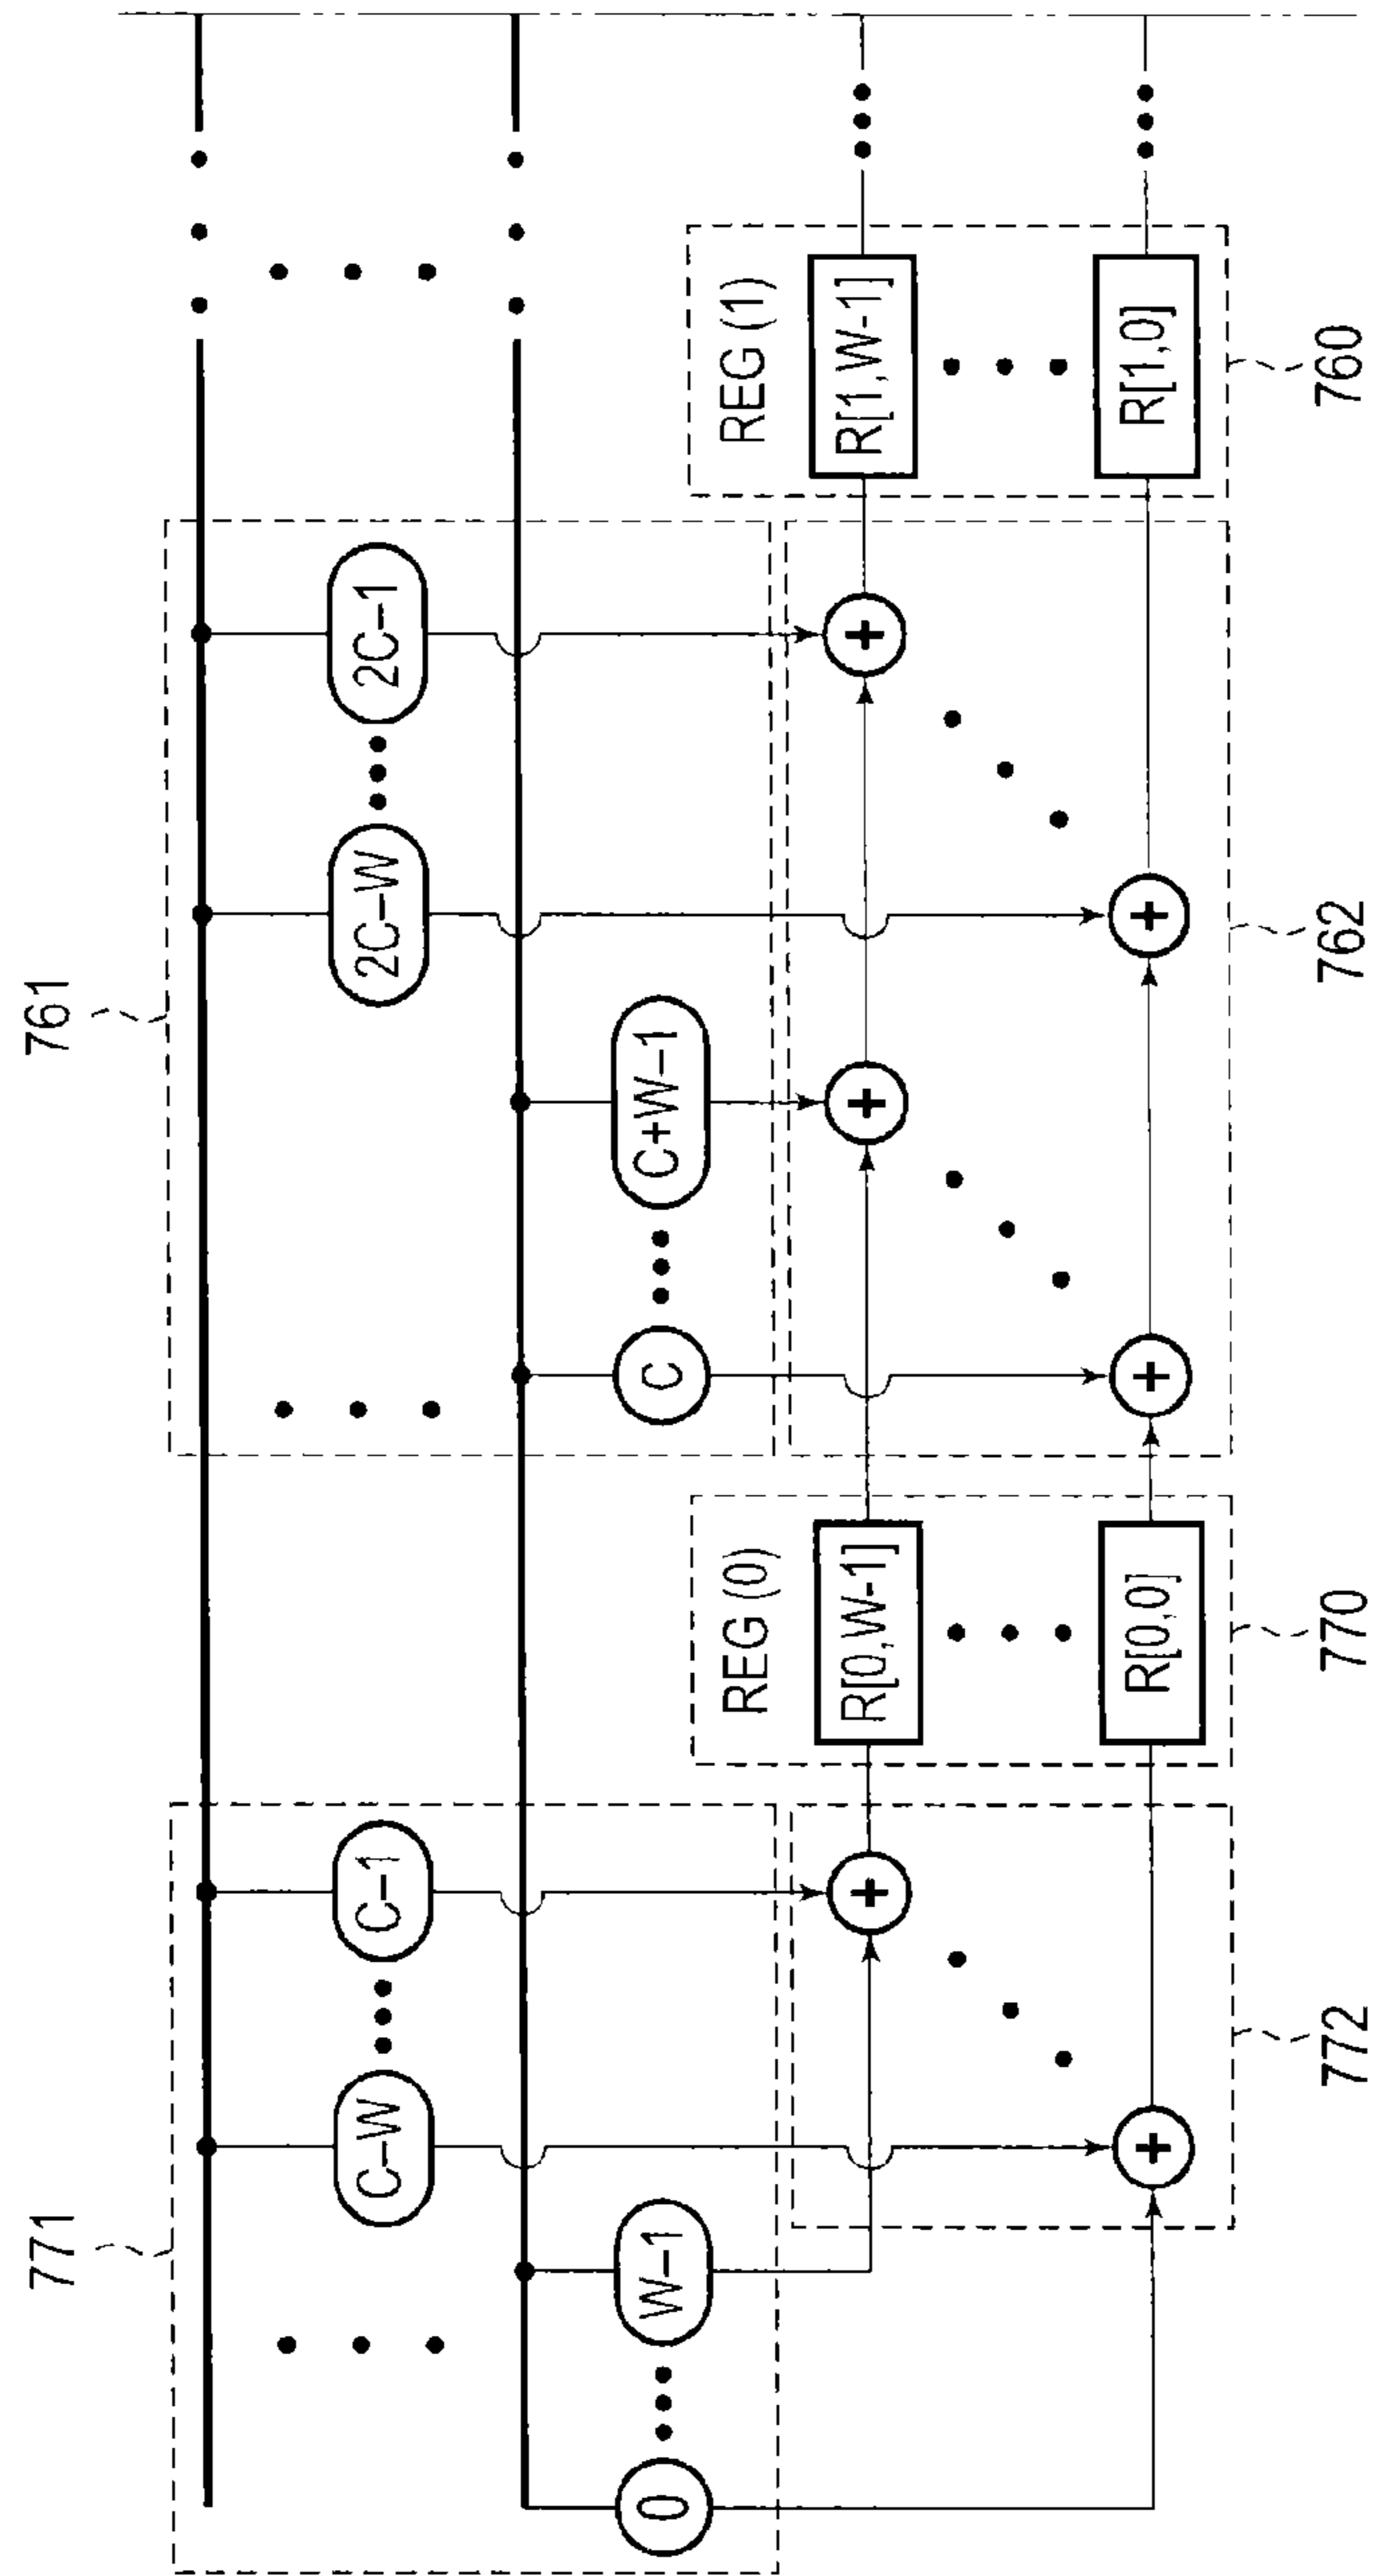 771
761
C–W
C–1
2C–W
2C–1
0
W–1
C
C+W–1
+
+
+
+
+
+
REG (0)
REG (1)
R[0,W-1]
R[1,W-1]
R[0,0]
R[1,0]
772
770
762
760